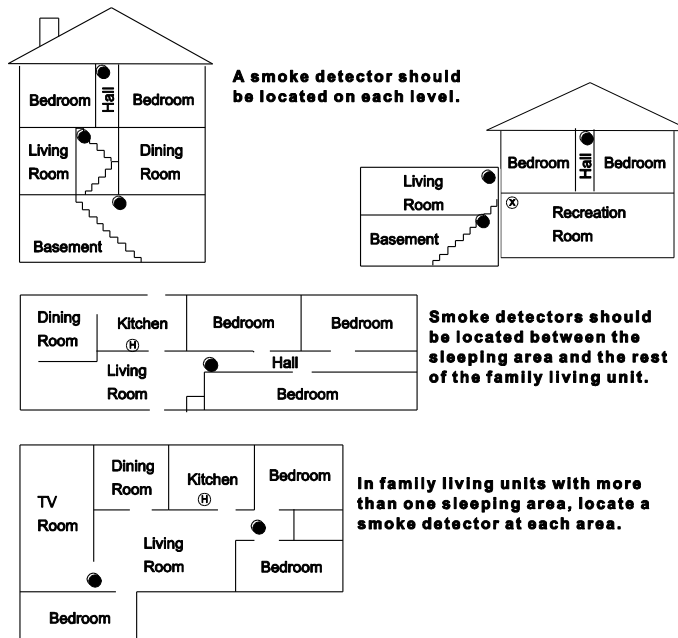 A smoke detector should
be located on each level.
Bedroom
Hall
Bedroom
Living
Room
Dining
Room
Basement
Bedroom
Hall
Bedroom
Living
Room
X
Recreation
Room
Basement
Dining
Room
Kitchen
H
Bedroom
Bedroom
Living
Room
Hall
Bedroom
Smoke detectors should
be located between the
sleeping area and the rest
of the family living unit.
TV
Room
Dining
Room
Kitchen
H
Bedroom
Living
Room
Bedroom
Bedroom
In family living units with more
than one sleeping area, locate a
smoke detector at each area.